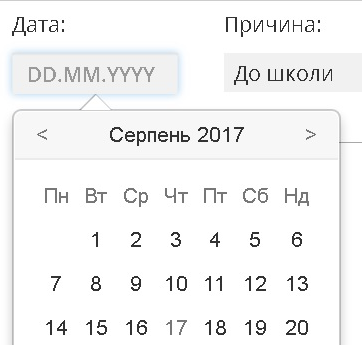 Дата: Причина:
DD.MM.YYYY До школи
< Серпень 2017 >
Пн Вт Ср Чт Пт Сб Нд
1 2 3 4 5 6
7 8 9 10 11 12 13
14 15 16 17 18 19 20